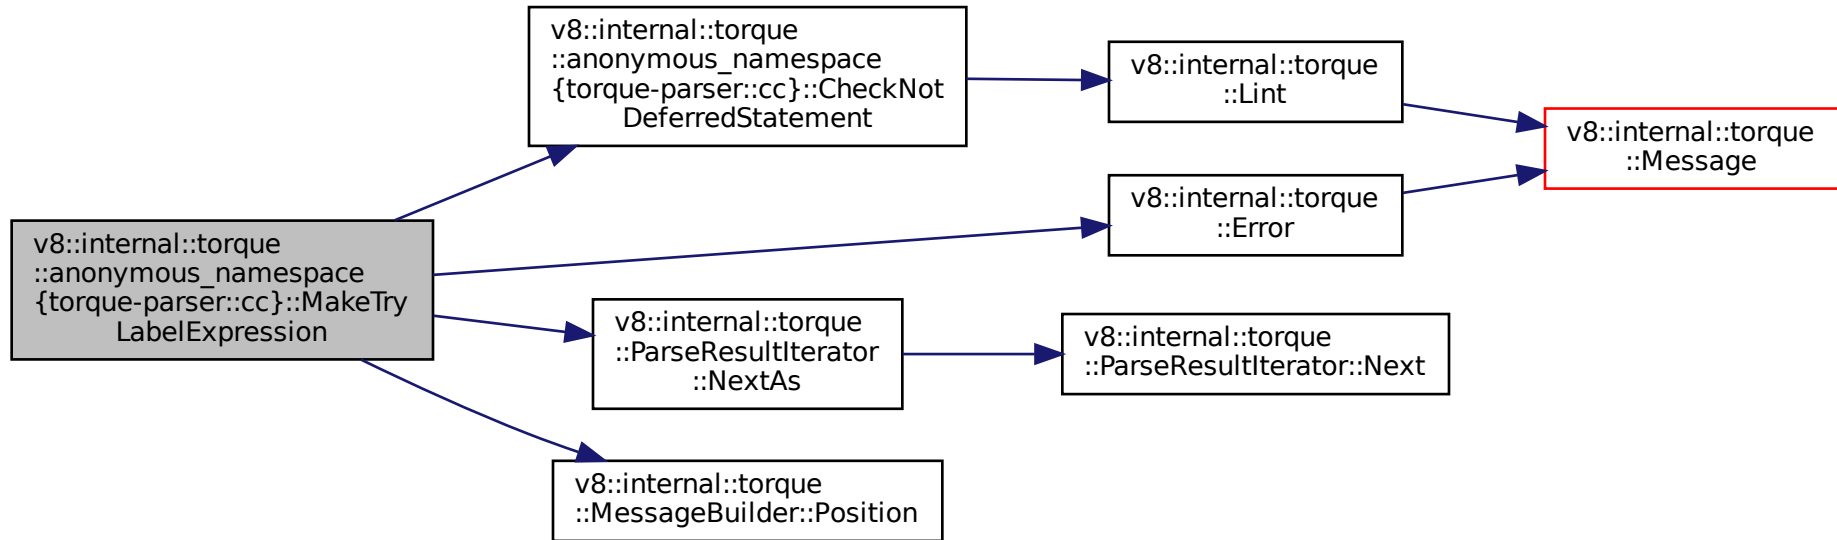 v8::internal::torque
::anonymous_namespace
{torque-parser::cc}::MakeTry
LabelExpression
v8::internal::torque
::anonymous_namespace
{torque-parser::cc}::CheckNot
DeferredStatement
v8::internal::torque
::Lint
v8::internal::torque
::Message
v8::internal::torque
::Error
v8::internal::torque
::ParseResultIterator
::NextAs
v8::internal::torque
::ParseResultIterator::Next
v8::internal::torque
::MessageBuilder::Position